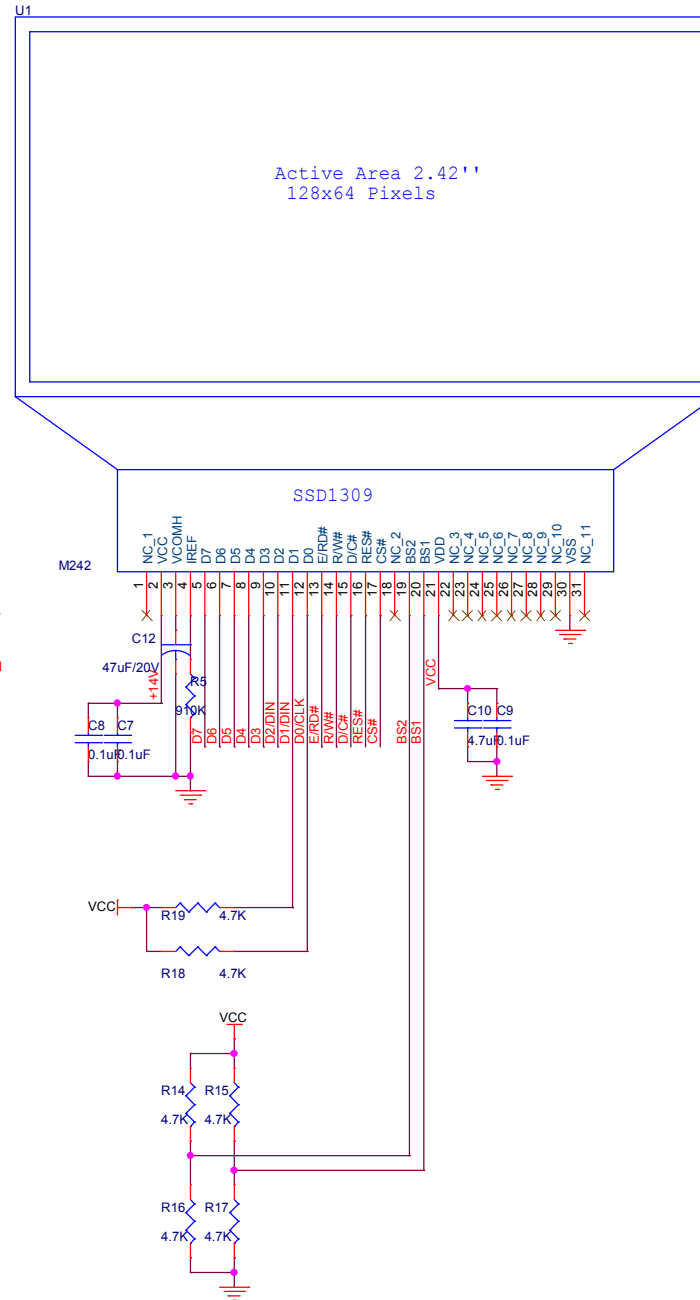 U1
Active Area 2.42''
128x64 Pixels
SSD1309
M242
NC_1
VCC
VCOMH
IREF
D7
D6
D5
D4
D3
D2
D1
D0
E/RD#
R/W#
D/C#
RES#
CS#
NC_2
BS2
BS1
VDD
NC_3
NC_4
NC_5
NC_6
NC_7
NC_8
NC_9
NC_10
VSS
NC_11
1
2
3
4
5
6
7
8
9
10
11
12
13
14
15
16
17
18
19
20
21
22
23
24
25
26
27
28
29
30
31
C12
47uF/20V
+14V
R5
910K
C8
0.1uF
C7
0.1uF
D7
D6
D5
D4
D3
D2/DIN
D1/DIN
D0/CLK
E/RD#
R/W#
D/C#
RES#
CS#
BS2
BS1
VCC
C10
4.7uF
C9
0.1uF
VCC
R19
4.7K
R18
4.7K
VCC
R14
4.7K
R15
4.7K
R16
4.7K
R17
4.7K